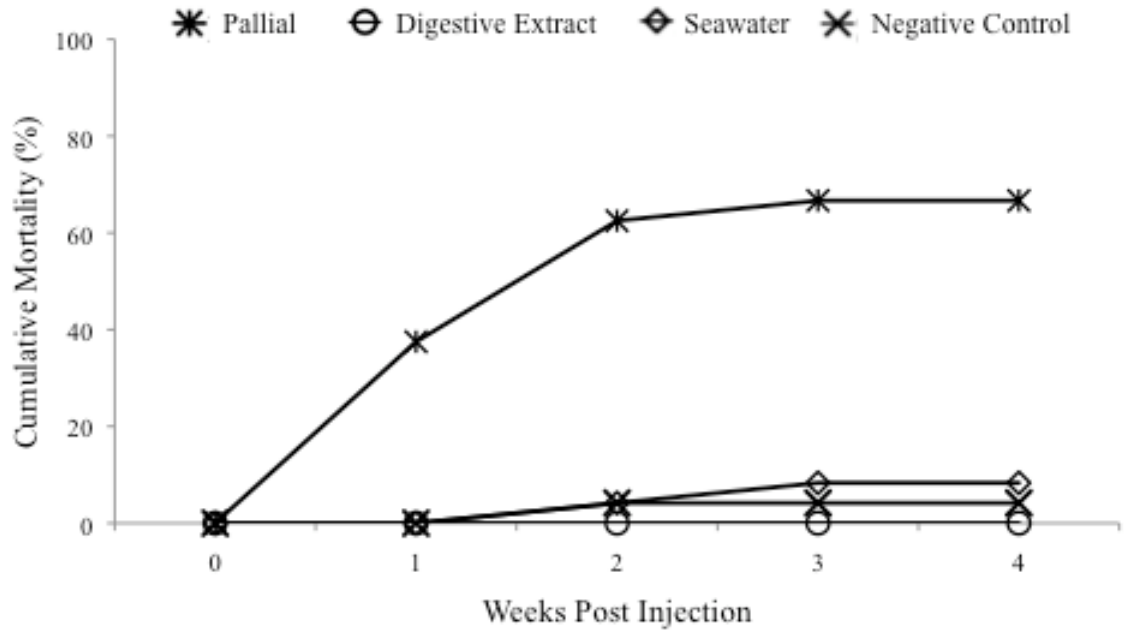 Pallial Digestive Extract Seawater Negative Control
100
80
60
40
20
0
Cumulative Mortality (%)
0 1 2 3 4
Weeks Post Injection